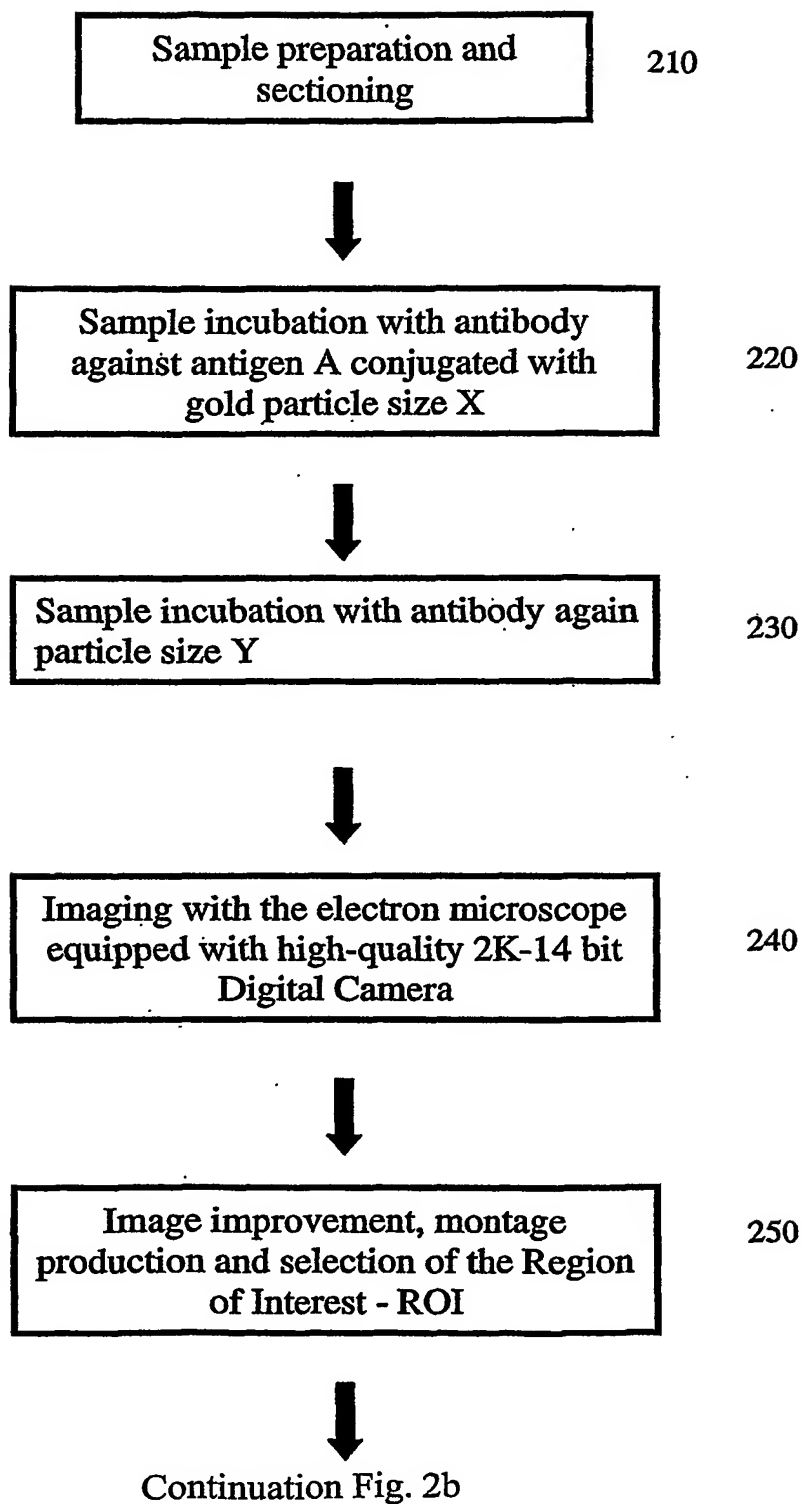 Sample preparation and
sectioning
210
Sample incubation with antibody
against antigen A conjugated with
gold particle size X
220
Sample incubation with antibody again
particle size Y
230
Imaging with the electron microscope
equipped with high-quality 2K-14 bit
Digital Camera
240
Image improvement, montage
production and selection of the Region
of Interest - ROI
250
Continuation Fig. 2b